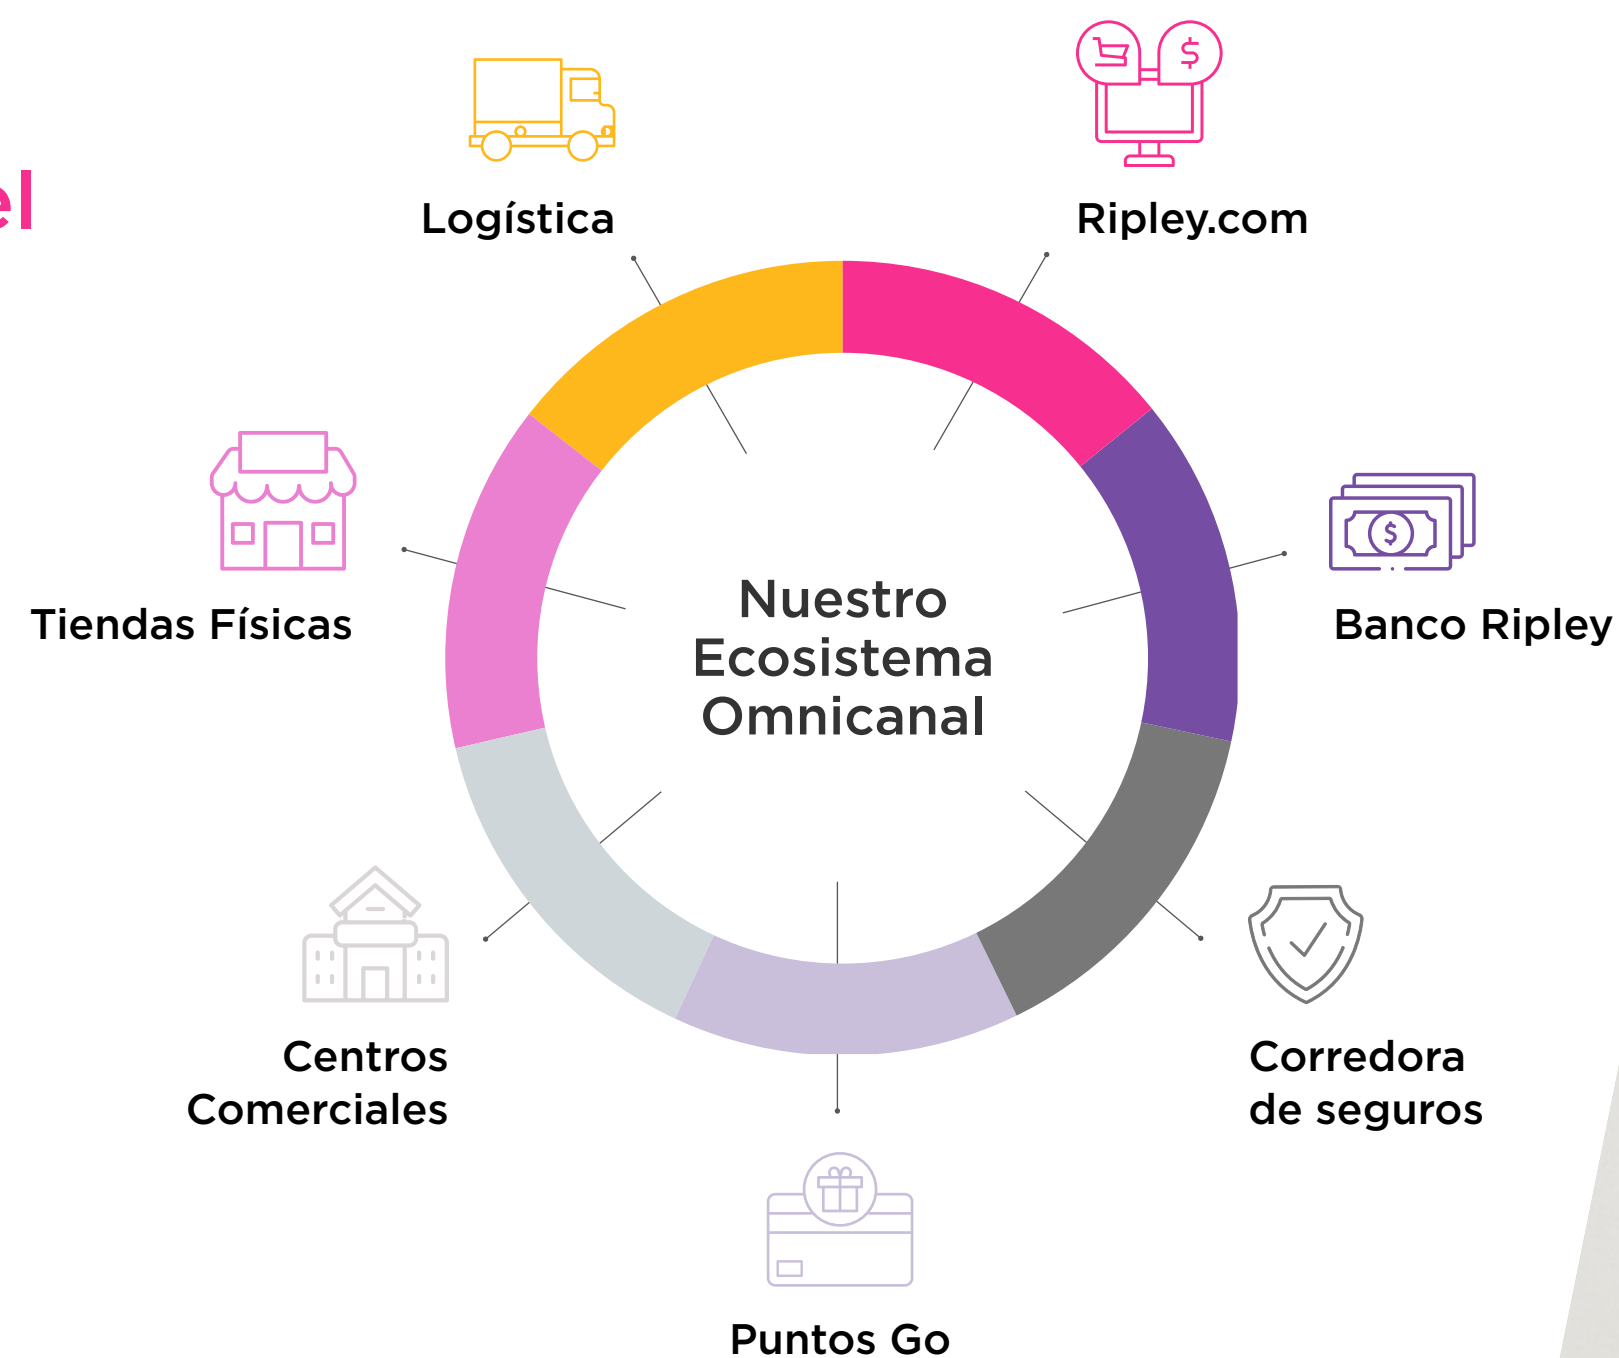 el
Logística
Ripley.com
Tiendas Físicas
Nuestro
Ecosistema
Omnicanal
Banco Ripley
Centros
Comerciales
Corredora
de seguros
Puntos Go